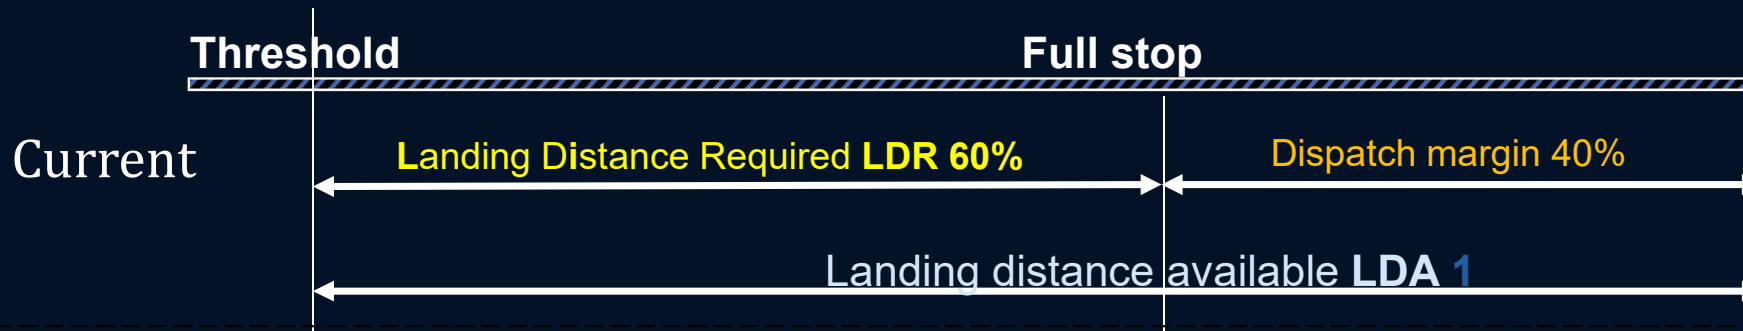 Threshold
Full stop
Current
Landing Distance Required LDR 60%
Dispatch margin 40%
Landing distance available LDA 1